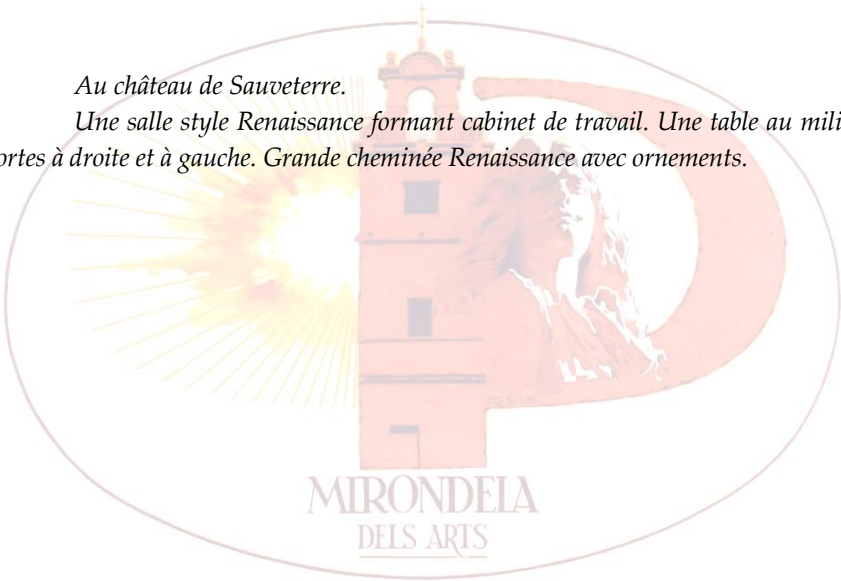 Au château de Sauveterre.
Une salle style Renaissance formant cabinet de travail. Une table au mili
ortes à droite et à gauche. Grande cheminée Renaissance avec ornements.
MIRONDELA
DELS ARTS